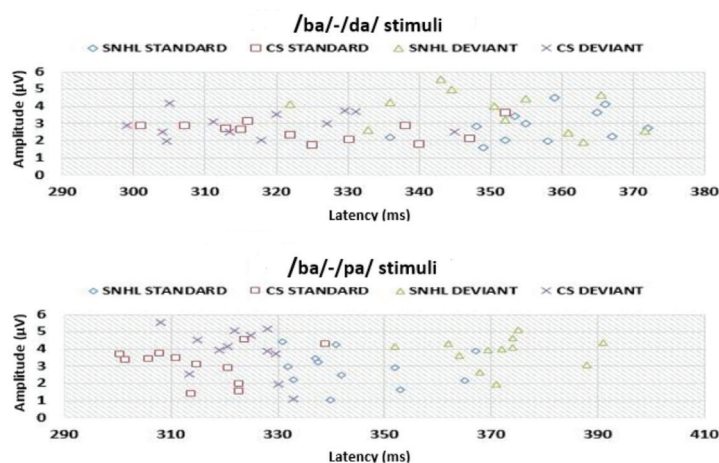 /ba/-/da/ stimuli
SNHL STANDARD CS STANDARD SNHL DEVIANT CS DEVIANT
Amplitude (µV)
6
5
4
3
2
1
0
290 300 310 320 330 340 350 360 370 380
Latency (ms)
/ba/-/pa/ stimuli
SNHL STANDARD CS STANDARD SNHL DEVIANT CS DEVIANT
Amplitude (µV)
6
5
4
3
2
1
0
290 310 330 350 370 390 410
Latency (ms)